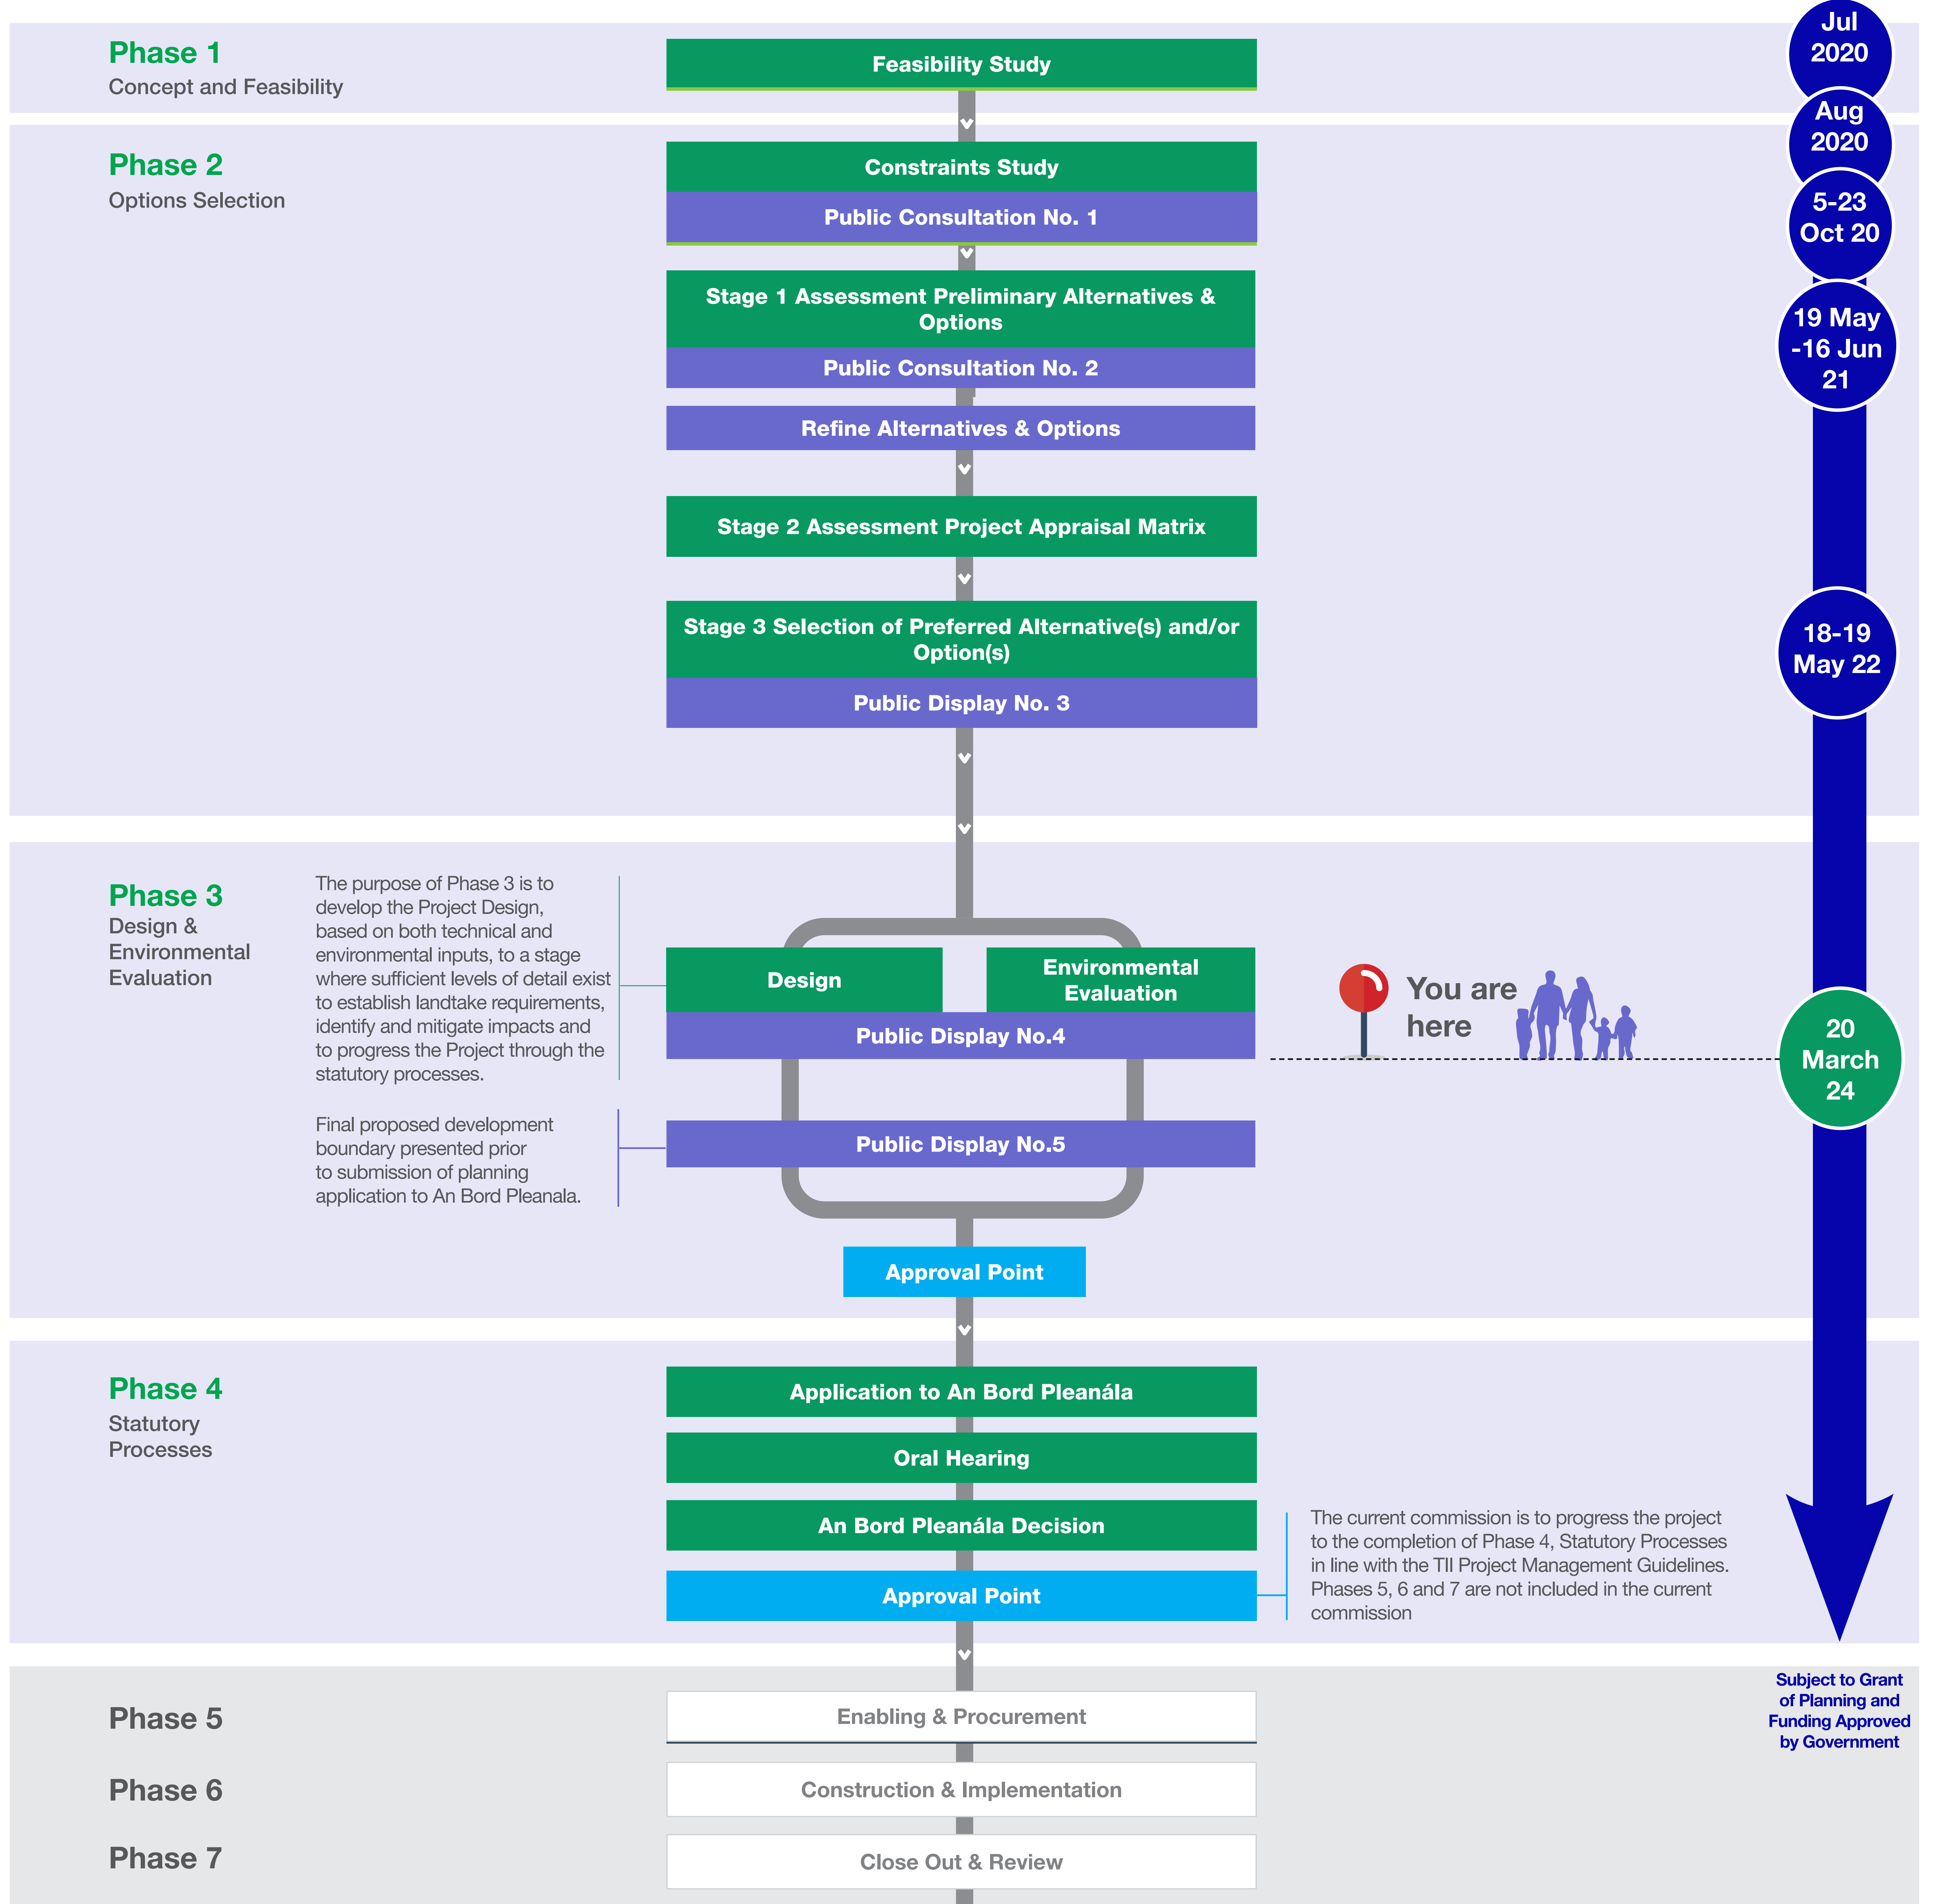 Phase 1
Concept and Feasibility
Feasibility Study
Jul
2020
Phase 2
Options Selection
Aug
2020
Constraints Study
Public Consultation No. 1
5-23
Oct 20
Stage 1 Assessment Preliminary Alternatives &
Options
Public Consultation No. 2
19 May
-16 Jun
21
Refine Alternatives & Options
Stage 2 Assessment Project Appraisal Matrix
Stage 3 Selection of Preferred Alternative(s) and/or
Option(s)
Public Display No. 3
18-19
May 22
Phase 3
Design &
Environmental
Evaluation
The purpose of Phase 3 is to
develop the Project Design,
based on both technical and
environmental inputs, to a stage
where sufficient levels of detail exist
to establish landtake requirements,
identify and mitigate impacts and
to progress the Project through the
statutory processes.
Design
Environmental
Evaluation
Public Display No.4
You are
here
20
March
24
Final proposed development
boundary presented prior
to submission of planning
application to An Bord Pleanala.
Public Display No.5
Approval Point
Phase 4
Statutory
Processes
Application to An Bord Pleanála
Oral Hearing
An Bord Pleanála Decision
Approval Point
The current commission is to progress the project
to the completion of Phase 4, Statutory Processes
in line with the TII Project Management Guidelines.
Phases 5, 6 and 7 are not included in the current
commission
Subject to Grant
of Planning and
Funding Approved
by Government
Phase 5
Enabling & Procurement
Phase 6
Construction & Implementation
Phase 7
Close Out & Review